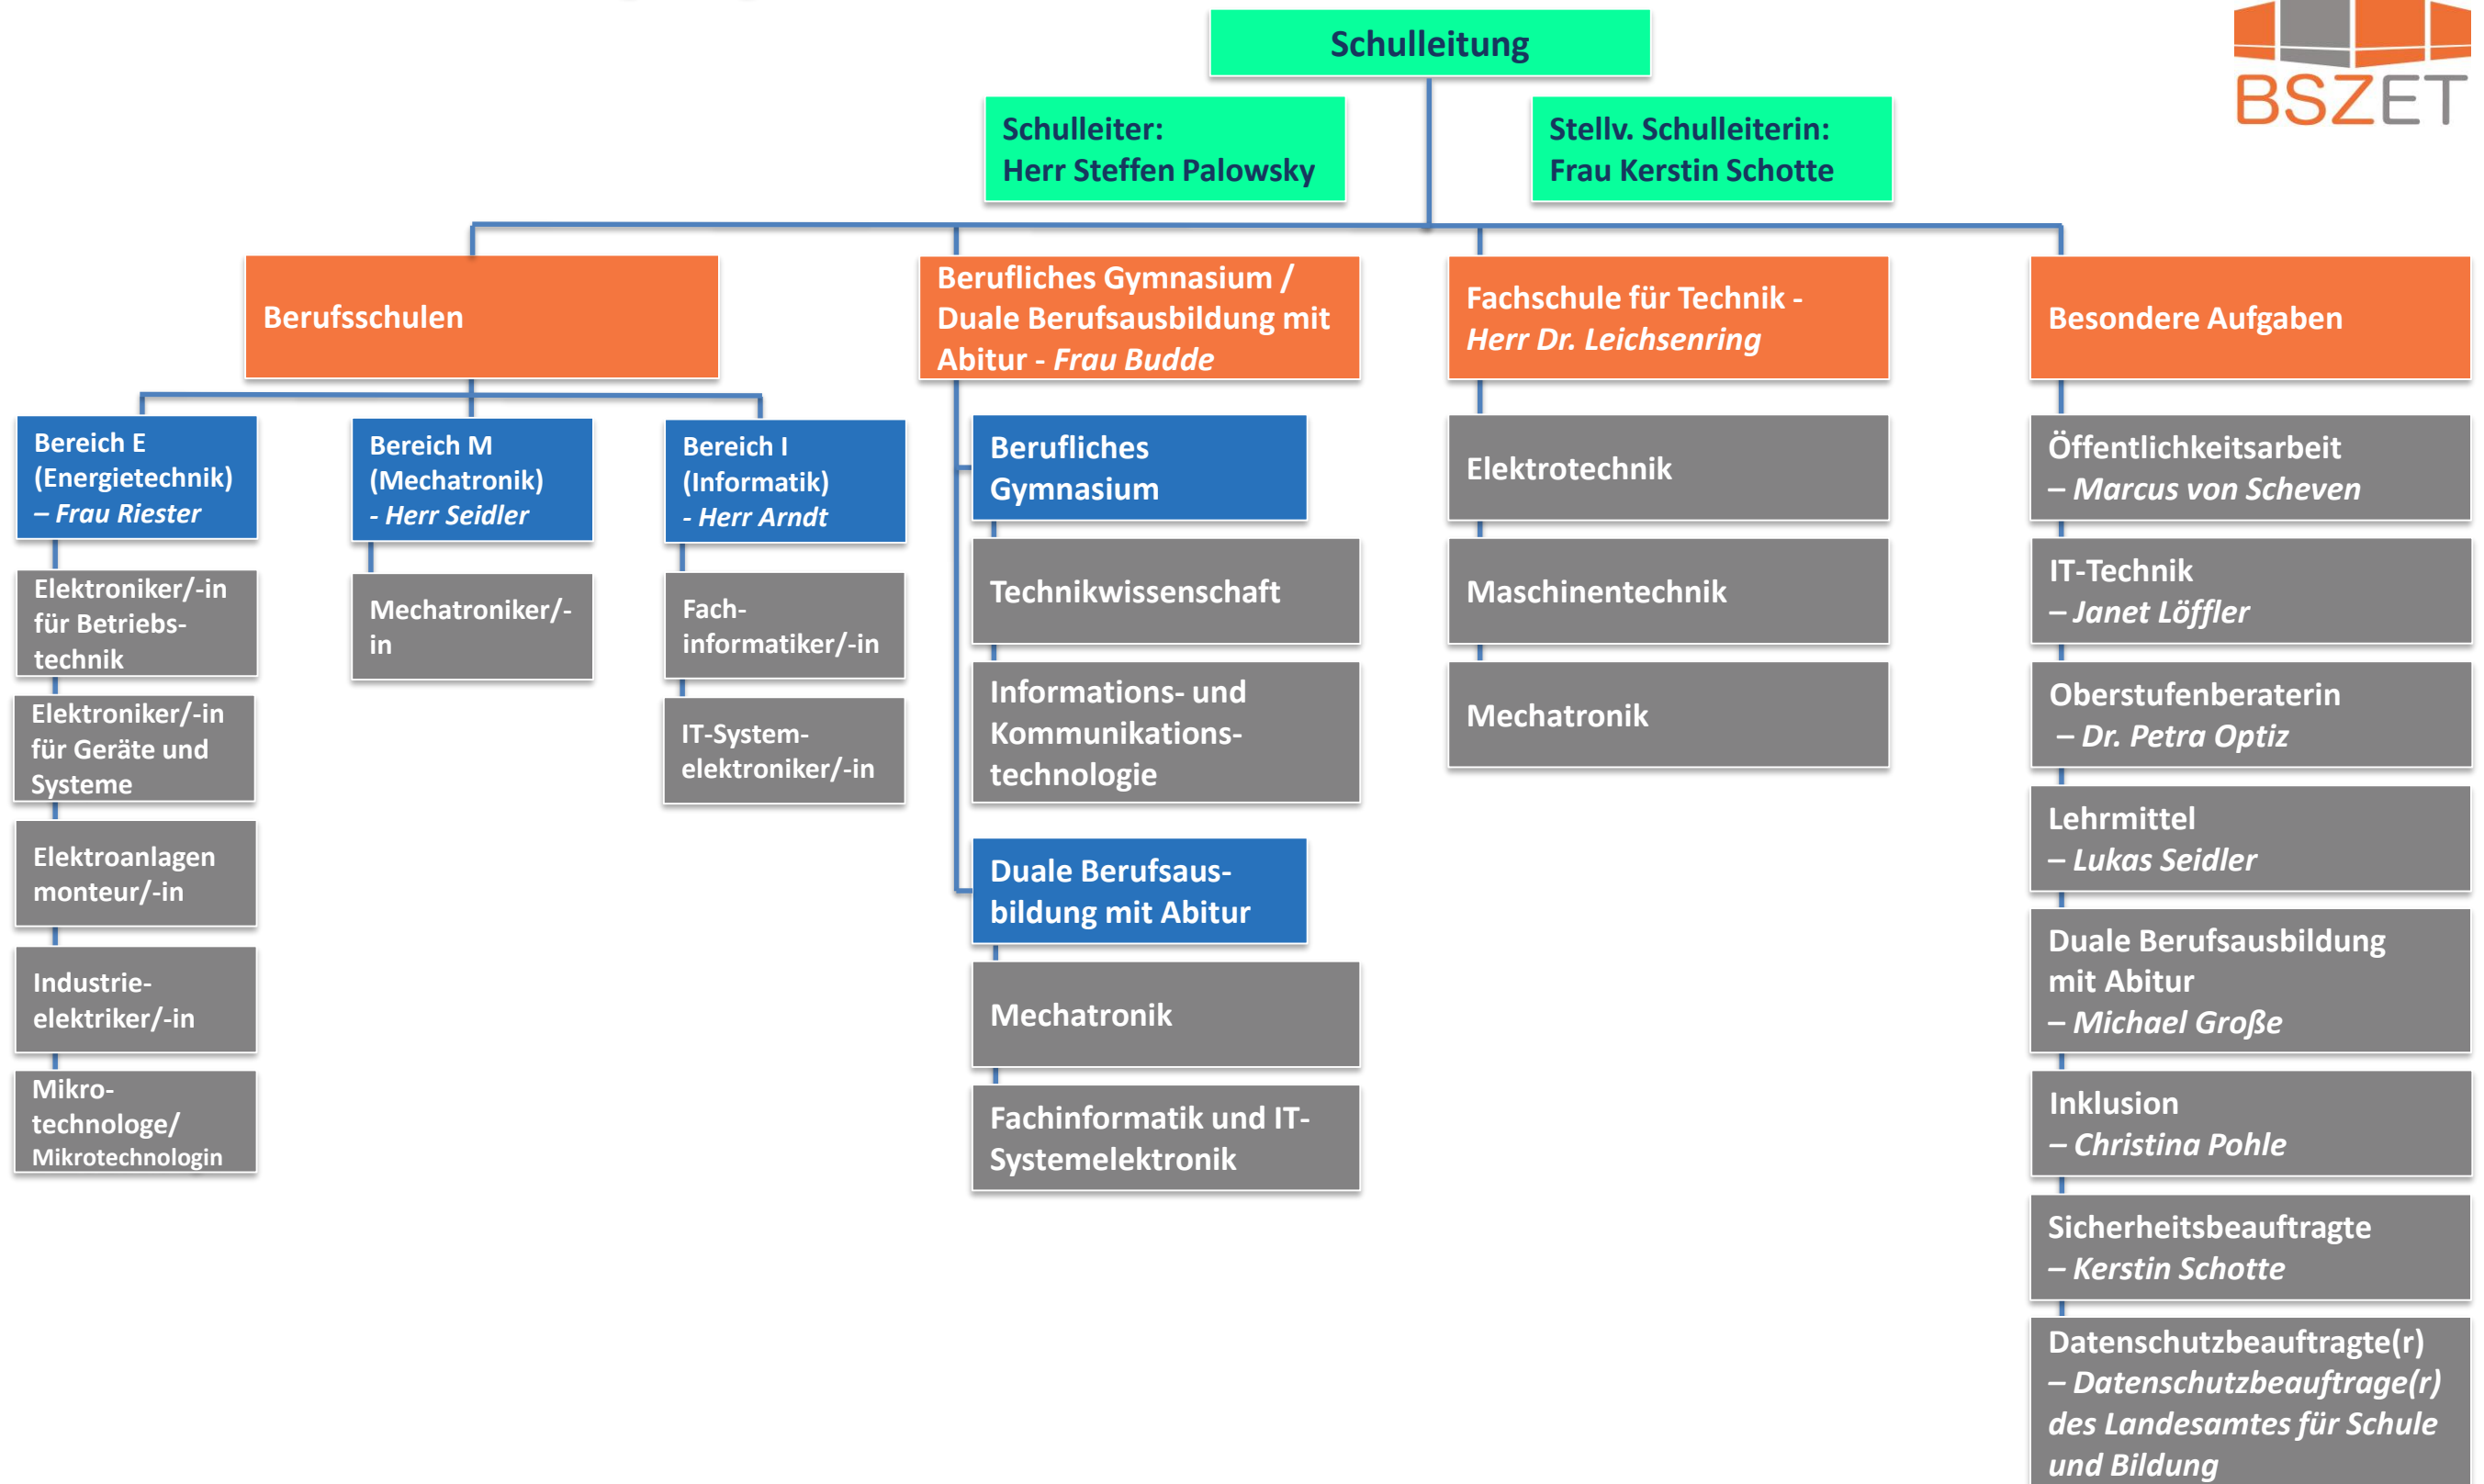 Schulleitung
BSZET
Schulleiter:
Herr Steffen Palowsky
Stellv. Schulleiterin:
Frau Kerstin Schotte
Berufsschulen
Bereich E
(Energietechnik)
– Frau Riester
Elektroniker/-in
für Betriebs-
technik
Elektroniker/-in
für Geräte und
Systeme
Elektroanlagen
monteur/-in
Industrie-
elektriker/-in
Mikro-
technologe/
Mikrotechnologin
Bereich M
(Mechatronik)
- Herr Seidler
Mechatroniker/-
in
Bereich I
(Informatik)
- Herr Arndt
Fach-
informatiker/-in
IT-System-
elektroniker/-in
Berufliches Gymnasium /
Duale Berufsausbildung mit
Abitur - Frau Budde
Berufliches
Gymnasium
Technikwissenschaft
Informations- und
Kommunikations-
technologie
Duale Berufsaus-
bildung mit Abitur
Mechatronik
Fachinformatik und IT-
Systemelektronik
Fachschule für Technik -
Herr Dr. Leichsenring
Elektrotechnik
Maschinentechnik
Mechatronik
Besondere Aufgaben
Öffentlichkeitsarbeit
– Marcus von Scheven
IT-Technik
– Janet Löffler
Oberstufenberaterin
– Dr. Petra Optiz
Lehrmittel
– Lukas Seidler
Duale Berufsausbildung
mit Abitur
– Michael Große
Inklusion
– Christina Pohle
Sicherheitsbeauftragte
– Kerstin Schotte
Datenschutzbeauftragte(r)
– Datenschutzbeauftrage(r)
des Landesamtes für Schule
und Bildung